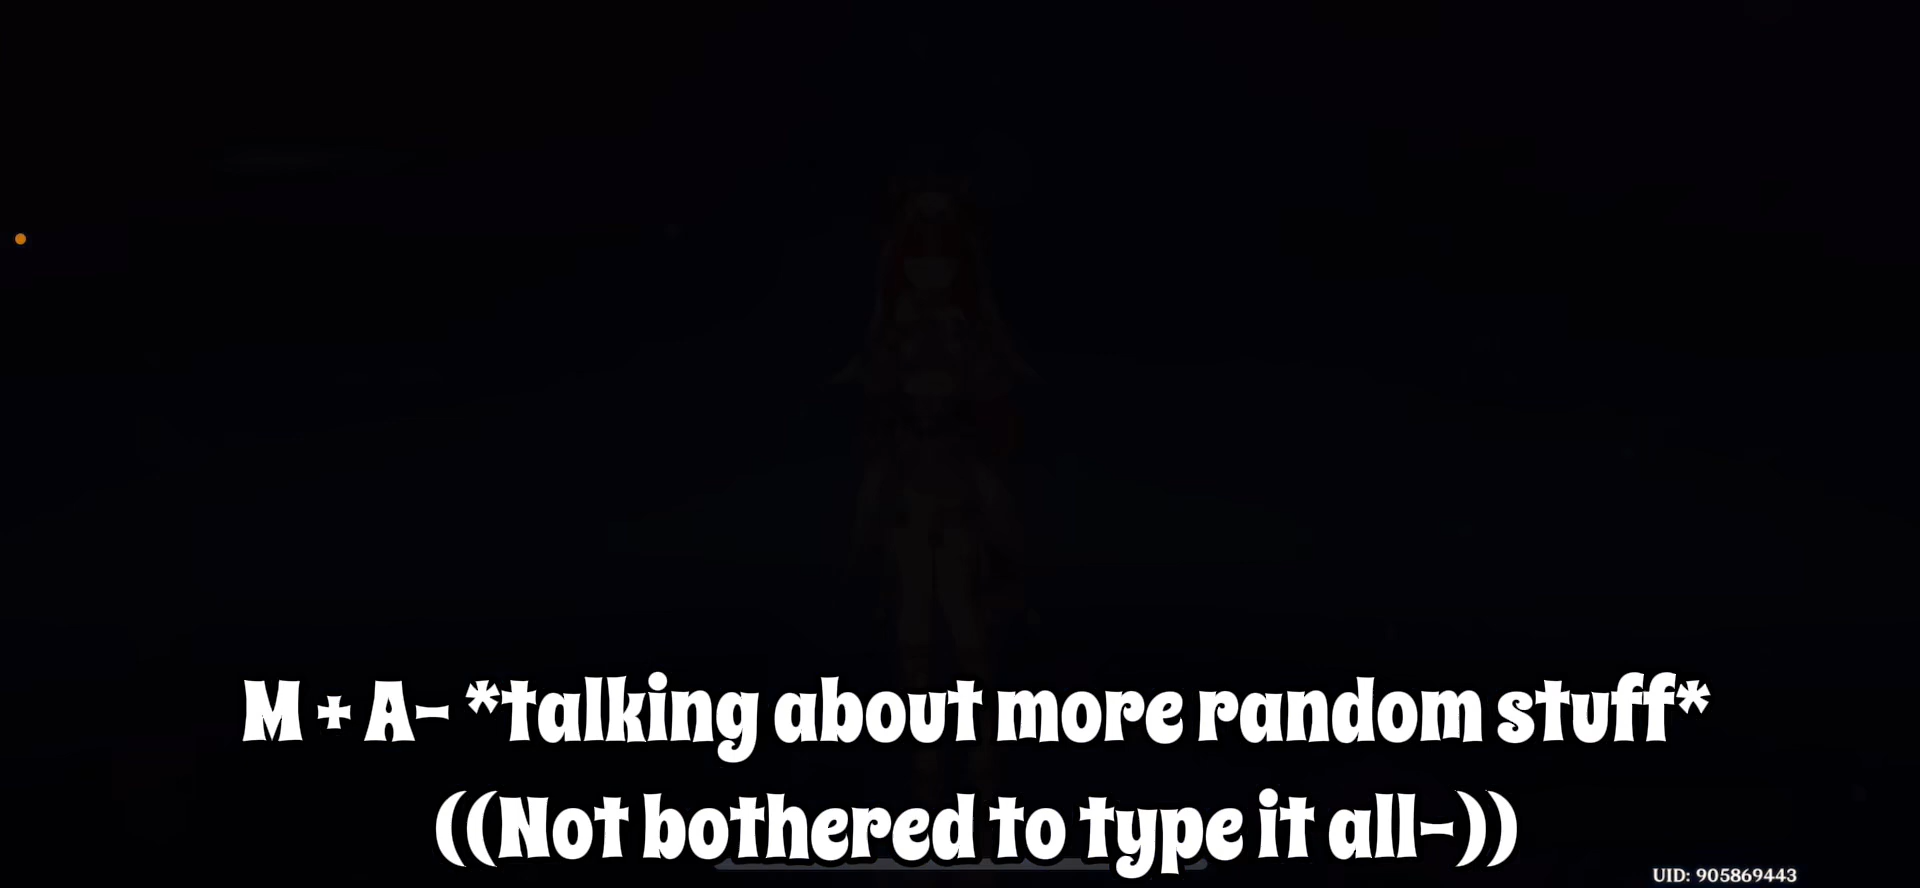 M + A- *talking about more random stuff*
((Not bothered to type it all-))
UID: 905869443